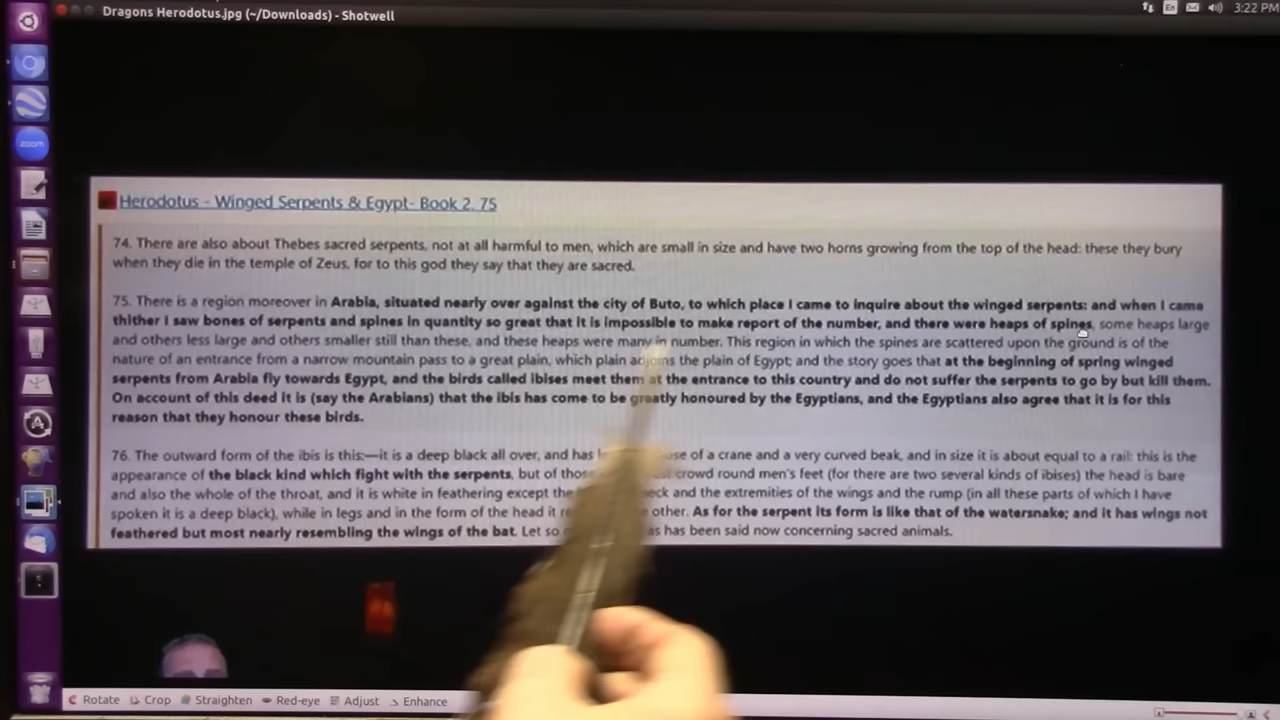 Dragons Herodotus.jpg (~/Downloads) - Shotwell
En
3:22 PM
zoom
Herodotus - Winged Serpents & Egypt- Book 2. 75
74. There are also about Thebes sacred serpents, not at all harmful to men, which are small in size and have two horns growing from the top of the head: these they bury
when they die in the temple of Zeus, for to this god they say that they are sacred.
75. There is a region moreover in Arabia, situated nearly over against the city of Buto, to which place I came to inquire about the winged serpents: and when I came
thither I saw bones of serpents and spines in quantity so great that it is impossible to make report of the number, and there were heaps of spines, some heaps large
and others less large and others smaller still than these, and these heaps were many number. This region in which the spines are scattered upon the ground is of the
nature of an entrance from a narrow mountain pass to a great plain, which plain adjoins the plain of Egypt; and the story goes that at the beginning of spring winged
serpents from Arabia fly towards Egypt, and the birds called ibises meet them at the entrance to this country and do not suffer the serpents to go by but kill them.
On account of this deed it is (say the Arabians) that the ibis has come to be greatly honoured by the Egyptians, and the Egyptians also agree that it is for this
reason that they honour these birds.
76. The outward form of the ibis is this:—it is a deep black all over, and has of a crane and a very curved beak, and in size it is about equal to a rail: this is the
appearance of the black kind which fight with the serpents, but of crowd round men's feet (for there are two several kinds of ibises) the head is bare
and also the whole of the throat, and it is white in feathering except the and the extremities of the wings and the rump (in all these parts of which I have
spoken it is a deep black), while in legs and in the form of the head it other. As for the serpent its form is like that of the watersnake; and it has wings not
feathered but most nearly resembling the wings of the bat. Let so as has been said now concerning sacred animals.
Rotate Crop Straighten Red-eye Adjust Enhance